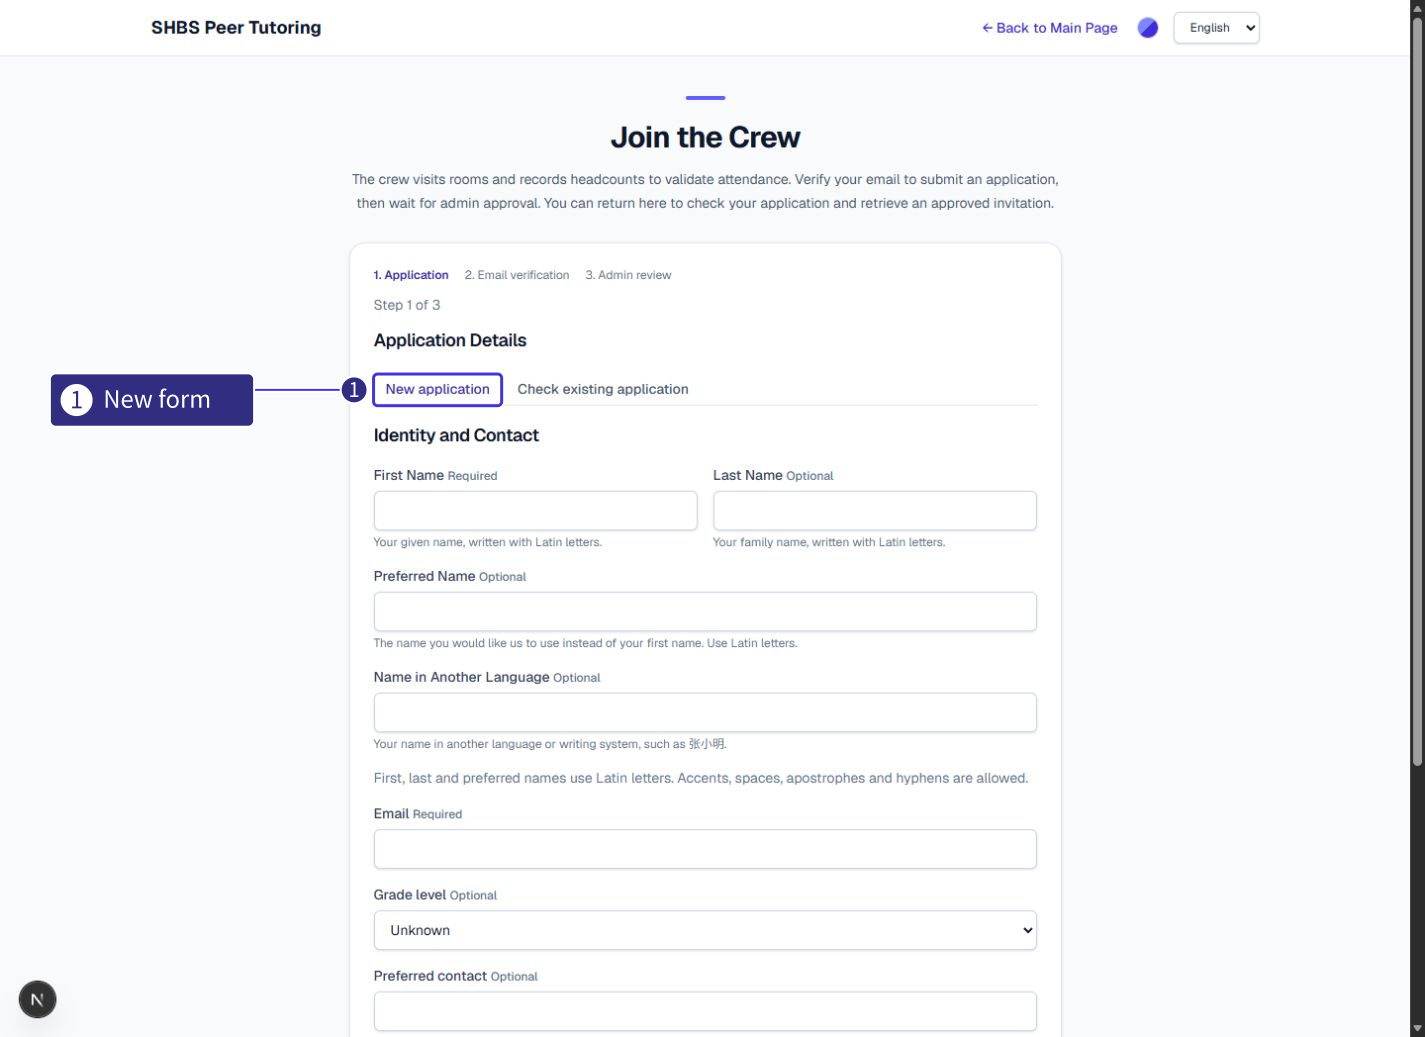 SHBS Peer Tutoring
← Back to Main Page
English
Join the Crew
The crew visits rooms and records headcounts to validate attendance. Verify your email to submit an application,
then wait for admin approval. You can return here to check your application and retrieve an approved invitation.
1. Application 2. Email verification 3. Admin review
Step 1 of 3
Application Details
1 New form
1
New application Check existing application
Identity and Contact
First Name Required
Last Name Optional
Your given name, written with Latin letters.
Your family name, written with Latin letters.
Preferred Name Optional
The name you would like us to use instead of your first name. Use Latin letters.
Name in Another Language Optional
Your name in another language or writing system, such as 张小明.
First, last and preferred names use Latin letters. Accents, spaces, apostrophes and hyphens are allowed.
Email Required
Grade level Optional
Unknown
Preferred contact Optional
N